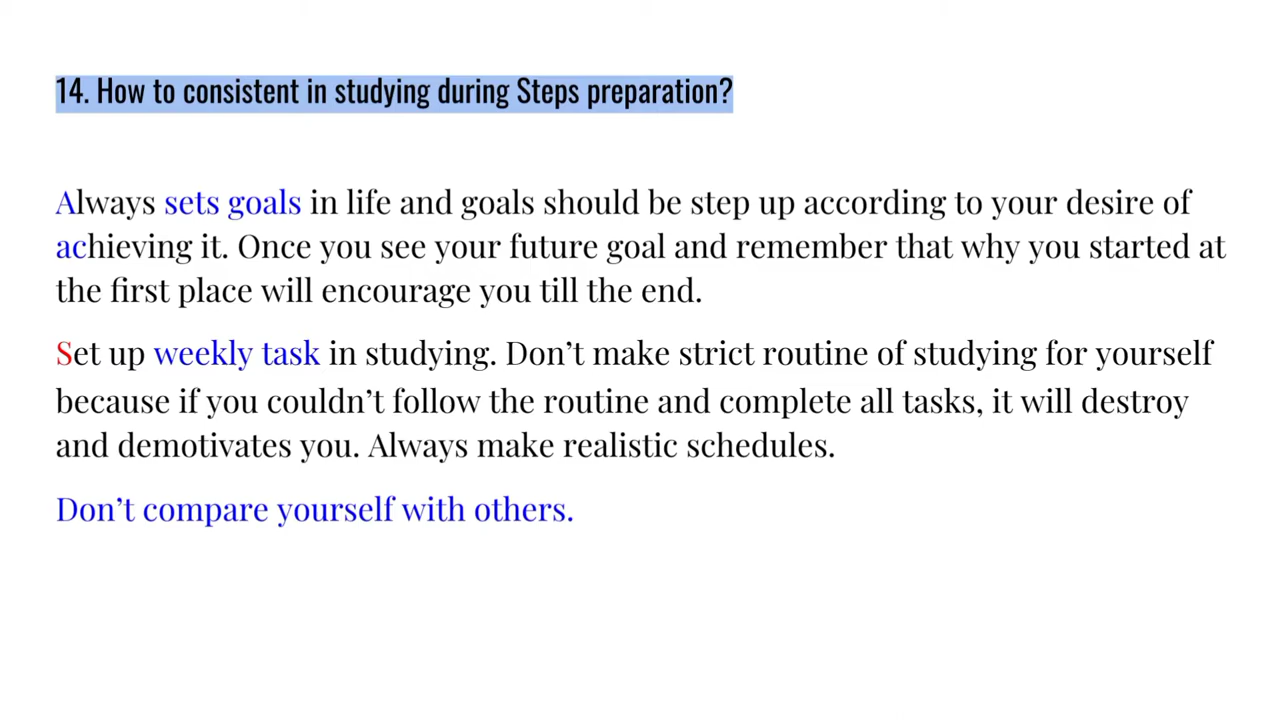 14. How to consistent in studying during Steps preparation?
Always sets goals in life and goals should be step up according to your desire of
achieving it. Once you see your future goal and remember that why you started at
the first place will encourage you till the end.
Set up weekly task in studying. Don’t make strict routine of studying for yourself
because if you couldn’t follow the routine and complete all tasks, it will destroy
and demotivates you. Always make realistic schedules.
Don’t compare yourself with others.